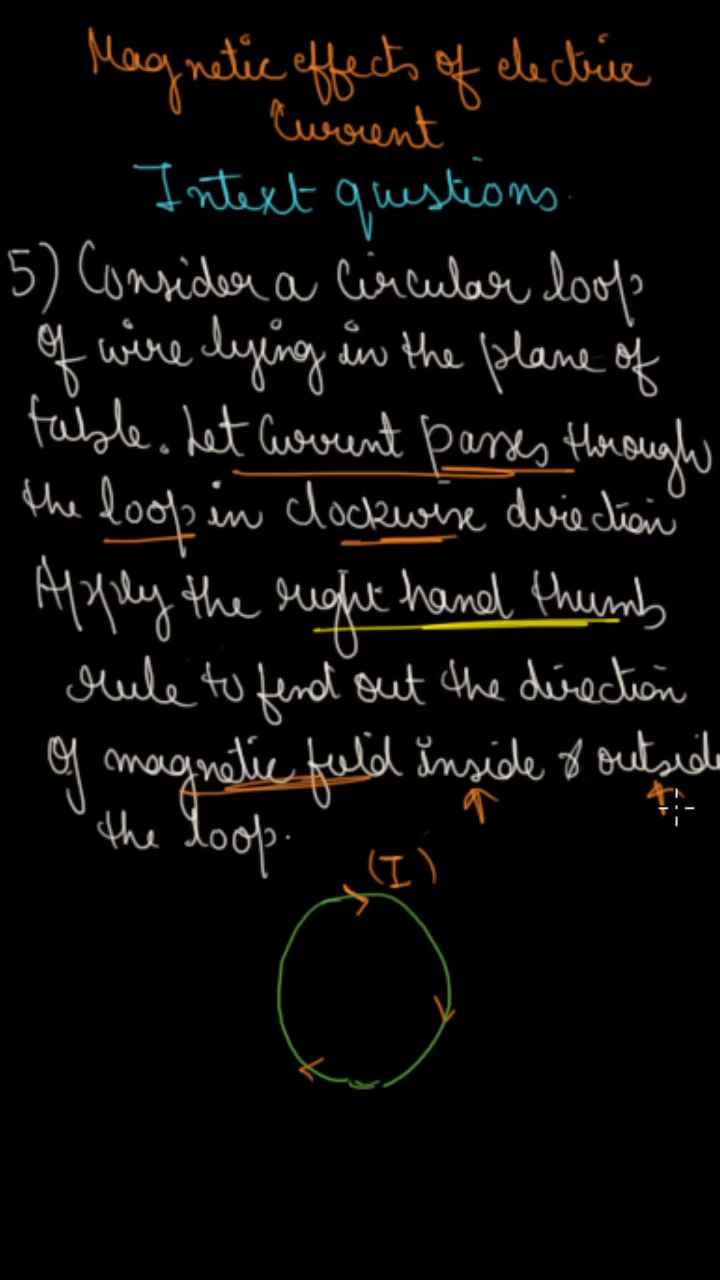 Magnetic effects of electric
Current
Intext questions.
5) Consider a Circular loop
Of wire lying in the plane of
table. Let Current passes through
the loop in clockwise direction
Apply the right hand thumb
rule to fend out the direction
Of magnetic field inside & outside
the loop.
(I)